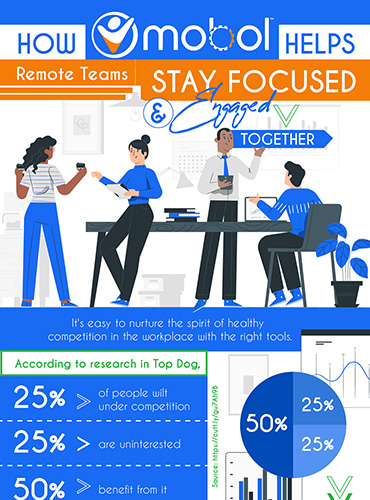 HOW mobol™ HELPS
Remote Teams STAY FOCUSED
& Engaged
TOGETHER
It's easy to nurture the spirit of healthy
competition in the workplace with the right tools.
According to research in Top Dog,
25% > of people wilt
under competition
25% > are uninterested
50% > benefit from it
Source: https://cutt.ly/gu7Ah9B
50%
25%
25%